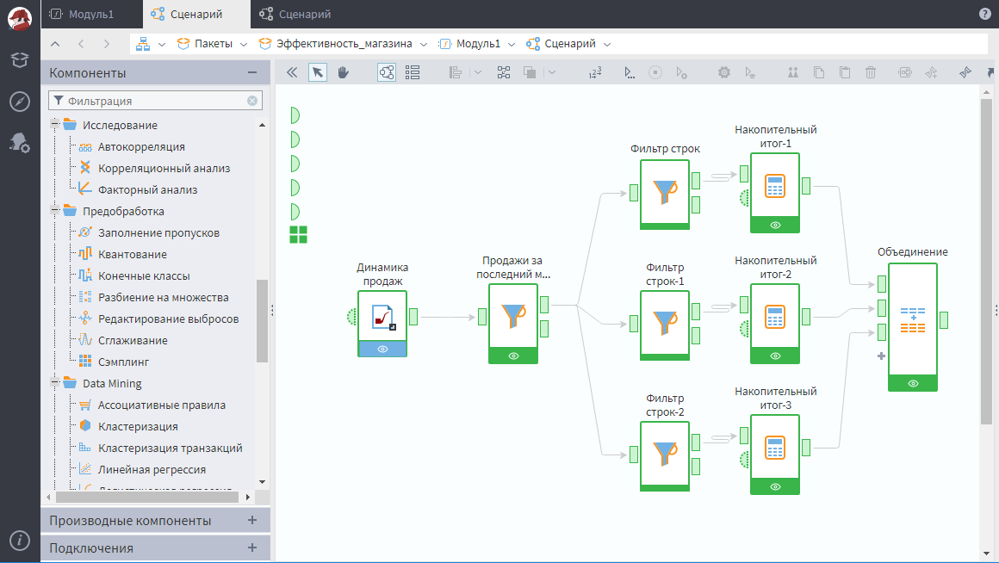 Модуль1
Сценарий
Сценарий
Пакеты
Эффективность_магазина
Модуль1
Сценарий
Компоненты
Фильтрация
Исследование
Автокорреляция
Корреляционный анализ
Факторный анализ
Предобработка
Заполнение пропусков
Квантование
Конечные классы
Разбиение на множества
Редактирование выбросов
Сглаживание
Сэмплинг
Data Mining
Ассоциативные правила
Кластеризация
Кластеризация транзакций
Линейная регрессия
Производные компоненты
Подключения
Динамика
продаж
Продажи за
последний м...
Фильтр строк
Накопительный
итог-1
Фильтр
строк-1
Накопительный
итог-2
Фильтр
строк-2
Накопительный
итог-3
Объединение